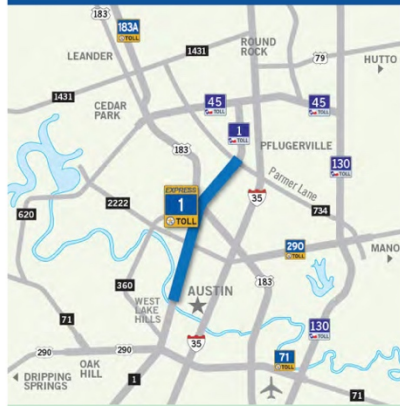 183
183A
TOLL
LEANDER
1431
ROUND
ROCK
79
HUTTO
1431
CEDAR
PARK
45
TOLL
45
TOLL
1
TOLL
183
PFLUGERVILLE
130
TOLL
Parmer Lane
EXPRESS
1
TOLL
35
734
620
2222
290
TOLL
MANO
360
183
WEST
LAKE
HILLS
AUSTIN
71
130
TOLL
290
290
35
OAK
HILL
71
TOLL
DRIPPING
SPRINGS
1
71